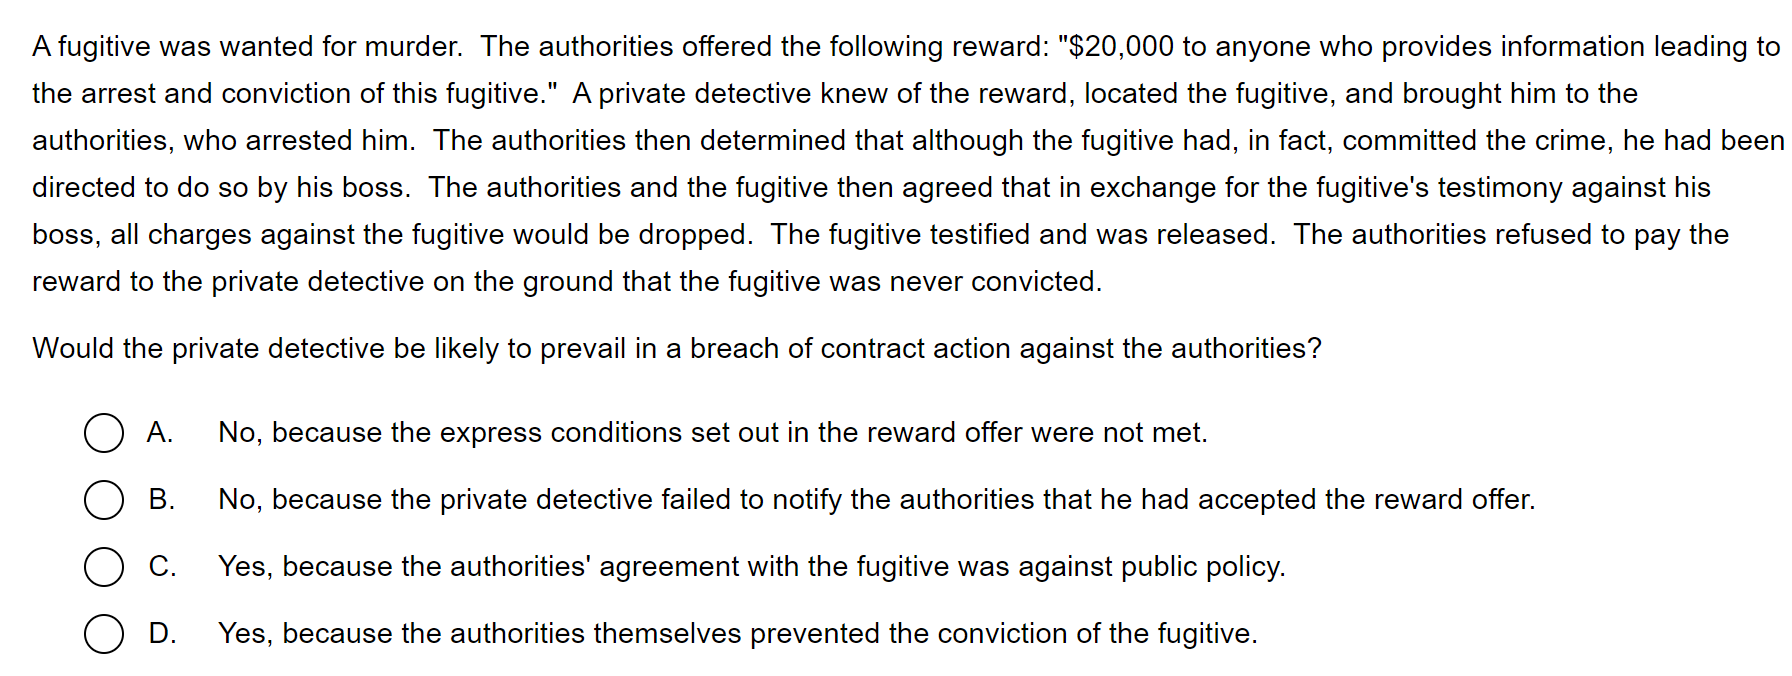 A fugitive was wanted for murder.  The authorities offered the following reward: "$20,000 to anyone who provides information leading to
the arrest and conviction of this fugitive."  A private detective knew of the reward, located the fugitive, and brought him to the
authorities, who arrested him.  The authorities then determined that although the fugitive had, in fact, committed the crime, he had been
directed to do so by his boss.  The authorities and the fugitive then agreed that in exchange for the fugitive's testimony against his
boss, all charges against the fugitive would be dropped.  The fugitive testified and was released.  The authorities refused to pay the
reward to the private detective on the ground that the fugitive was never convicted.
Would the private detective be likely to prevail in a breach of contract action against the authorities?
A. No, because the express conditions set out in the reward offer were not met.
B. No, because the private detective failed to notify the authorities that he had accepted the reward offer.
C. Yes, because the authorities' agreement with the fugitive was against public policy.
D. Yes, because the authorities themselves prevented the conviction of the fugitive.